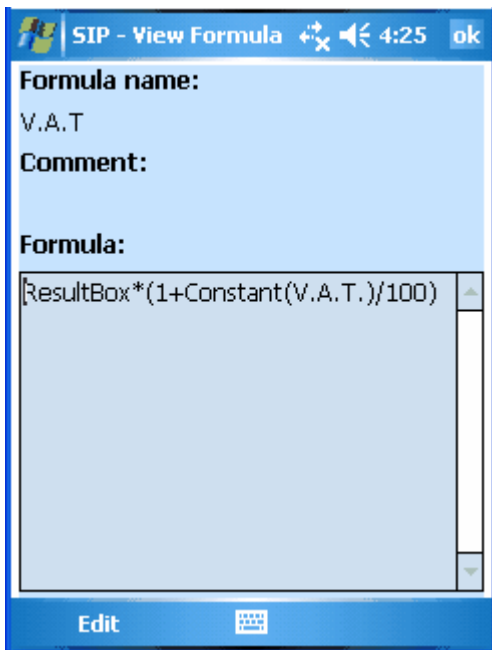 SIP - View Formula 4:25 ok
Formula name:
V.A.T
Comment:
Formula:
ResultBox*(1+Constant(V.A.T.)/100)
Edit